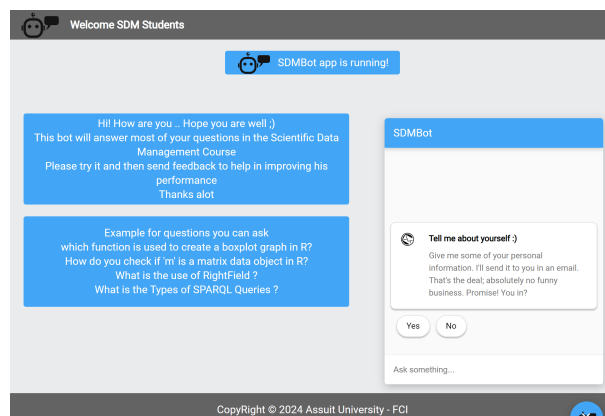 Welcome SDM Students
SDMBot app is running!
Hi! How are you .. Hope you are well ;)
This bot will answer most of your questions in the Scientific Data
Management Course
Please try it and then send feedback to help in improving his
performance
Thanks alot
Example for questions you can ask
which function is used to create a boxplot graph in R?
How do you check if 'm' is a matrix data object in R?
What is the use of RightField ?
What is the Types of SPARQL Queries ?
SDMBot
Tell me about yourself :)
Give me some of your personal
information. I'll send it to you in an email.
That's the deal; absolutely no funny
business. Promise! You in?
Yes No
Ask something...
CopyRight © 2024 Assuit University - FCI